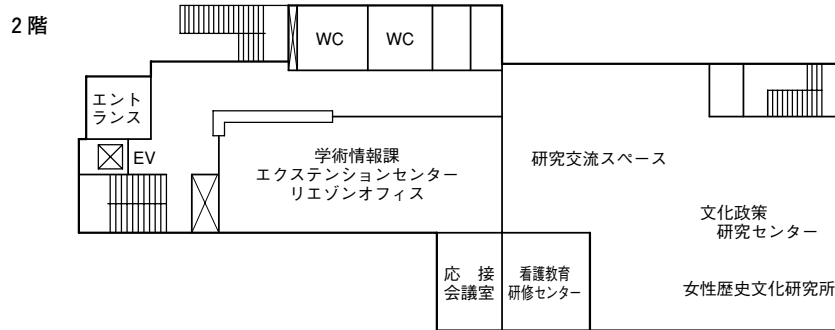 2 階
WC
WC
エント
ランス
EV
学術情報課
エクステンションセンター
リエゾンオフィス
研究交流スペース
文化政策
研究センター
応 接
会議室
看護教育
研修センター
女性歴史文化研究所